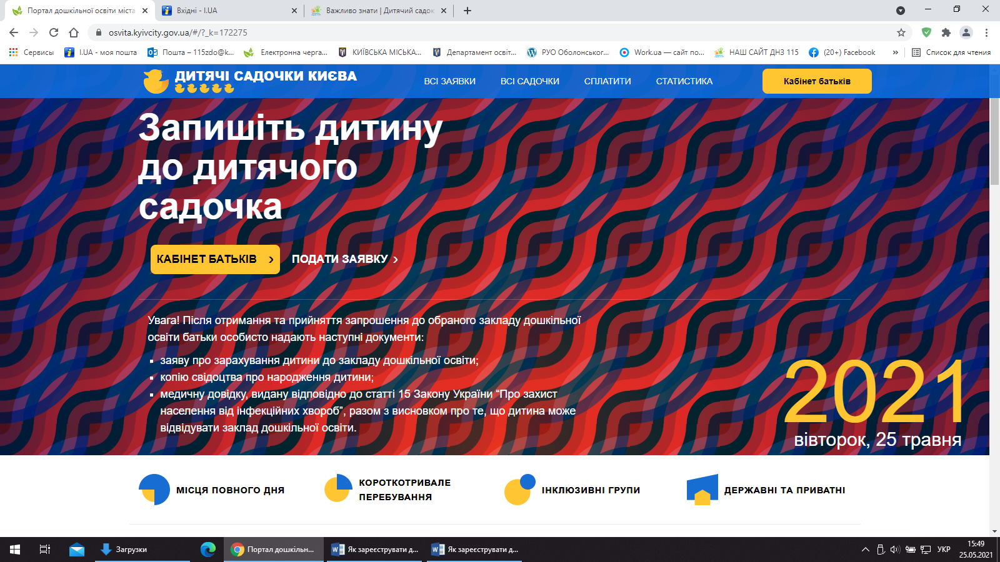 Портал дошкільної освіти міста
Вхідні - I.UA
Важливо знати | Дитячий садок
osvita.kyivcity.gov.ua/#/?_k=172275
Сервисы
I.UA - моя пошта
Пошта – 115zdo@k...
Електронна черга...
КИЇВСЬКА МІСЬКА...
Департамент освіт...
РУО Оболонськог...
Work.ua — сайт по...
НАШ САЙТ ДНЗ 115
(20+) Facebook
»
Список для чтения
ДИТЯЧІ САДОЧКИ КИЄВА
ВСІ ЗАЯВКИ
ВСІ САДОЧКИ
СПЛАТИТИ
СТАТИСТИКА
Кабінет батьків
Запишіть дитину
до дитячого
садочка
КАБІНЕТ БАТЬКІВ ›
ПОДАТИ ЗАЯВКУ ›
Увага! Після отримання та прийняття запрошення до обраного закладу дошкільної
освіти батьки особисто надають наступні документи:
▪ заяву про зарахування дитини до закладу дошкільної освіти;
▪ копію свідоцтва про народження дитини;
▪ медичну довідку, видану відповідно до статті 15 Закону України “Про захист
населення від інфекційних хвороб”, разом з висновком про те, що дитина може
відвідувати заклад дошкільної освіти.
2021
вівторок, 25 травня
МІСЦЯ ПОВНОГО ДНЯ
КОРОТКОТРИВАЛЕ
ПЕРЕБУВАННЯ
ІНКЛЮЗИВНІ ГРУПИ
ДЕРЖАВНІ ТА ПРИВАТНІ
Загрузки
Портал дошкільн...
Як зареєструвати д...
Як зареєструвати д...
УКР
15:49
25.05.2021